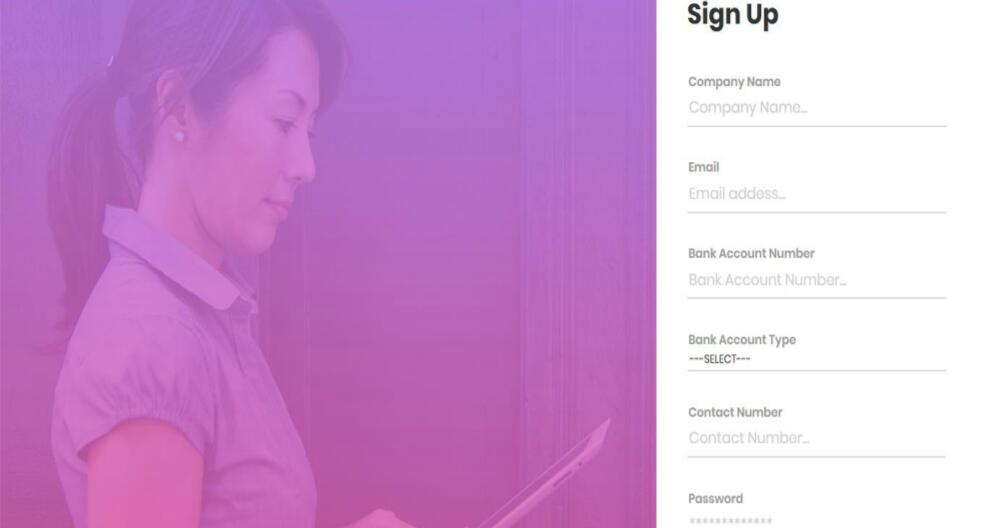 Sign Up
Company Name
Company Name...
Email
Email addess...
Bank Account Number
Bank Account Number...
Bank Account Type
---SELECT---
Contact Number
Contact Number...
Password
*************